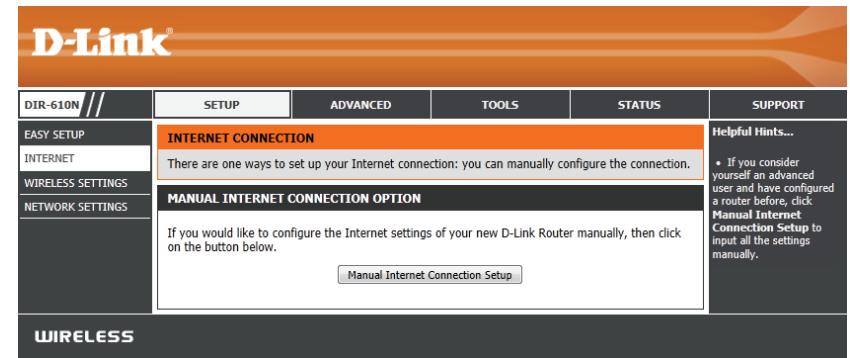 D-Link
DIR-610N
SETUP
ADVANCED
TOOLS
STATUS
SUPPORT
EASY SETUP
INTERNET
WIRELESS SETTINGS
NETWORK SETTINGS
INTERNET CONNECTION
There are one ways to set up your Internet connection: you can manually configure the connection.
MANUAL INTERNET CONNECTION OPTION
If you would like to configure the Internet settings of your new D-Link Router manually, then click
on the button below.
Manual Internet Connection Setup
Helpful Hints...
• If you consider
yourself an advanced
user and have configured
a router before, click
Manual Internet
Connection Setup to
input all the settings
manually.
WIRELESS